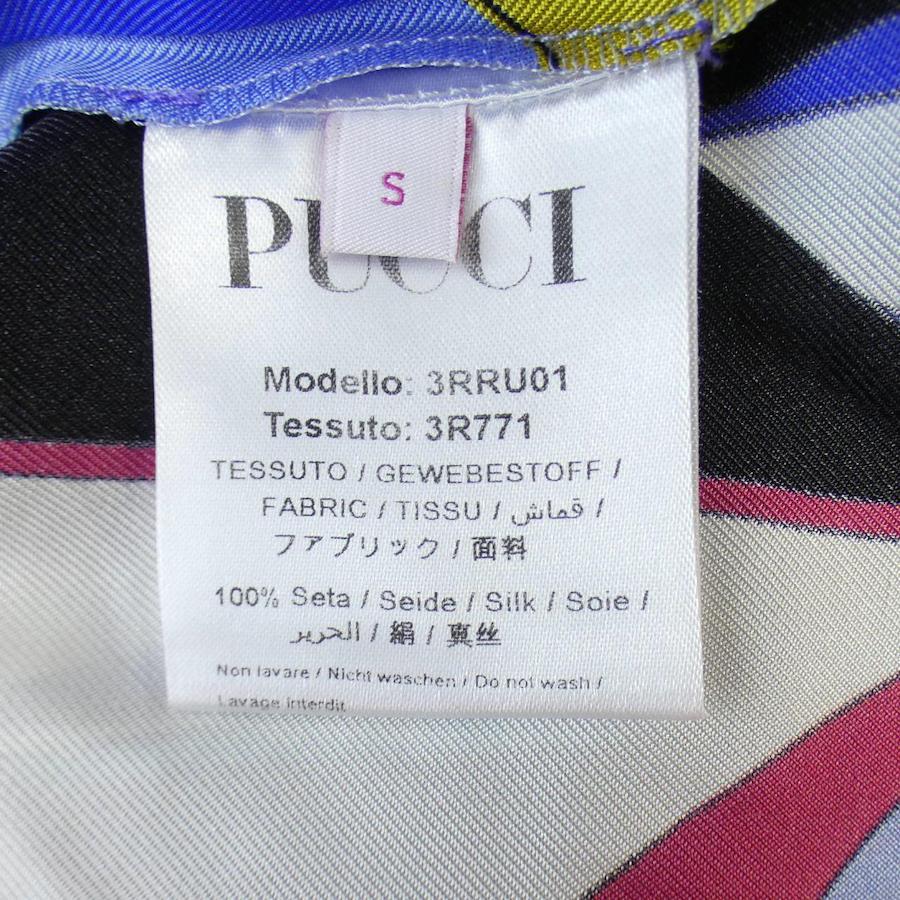 S
PUCCI
Modello: 3RRU01
Tessuto: 3R771
TESSUTO / GEWEBESTOFF /
FABRIC / TISSU / قماش /
ファブリック / 面料
100% Seta / Seide / Silk / Soie /
الحرير / 絹 / 真丝
Non lavare / Nicht waschen / Do not wash /
Lavage interdit